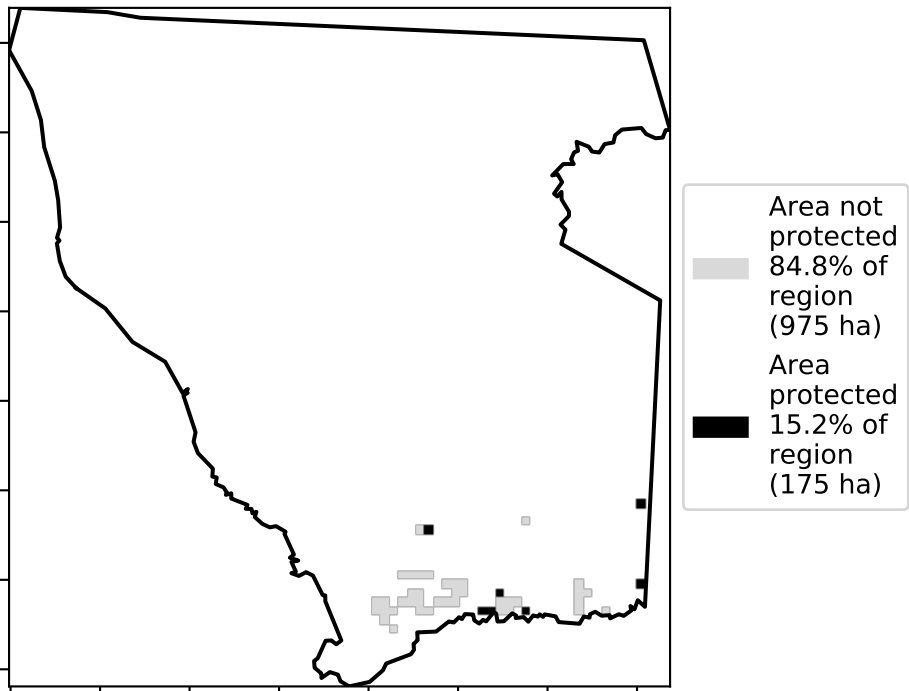 Area not
protected
84.8% of
region
(975 ha)
Area
protected
15.2% of
region
(175 ha)